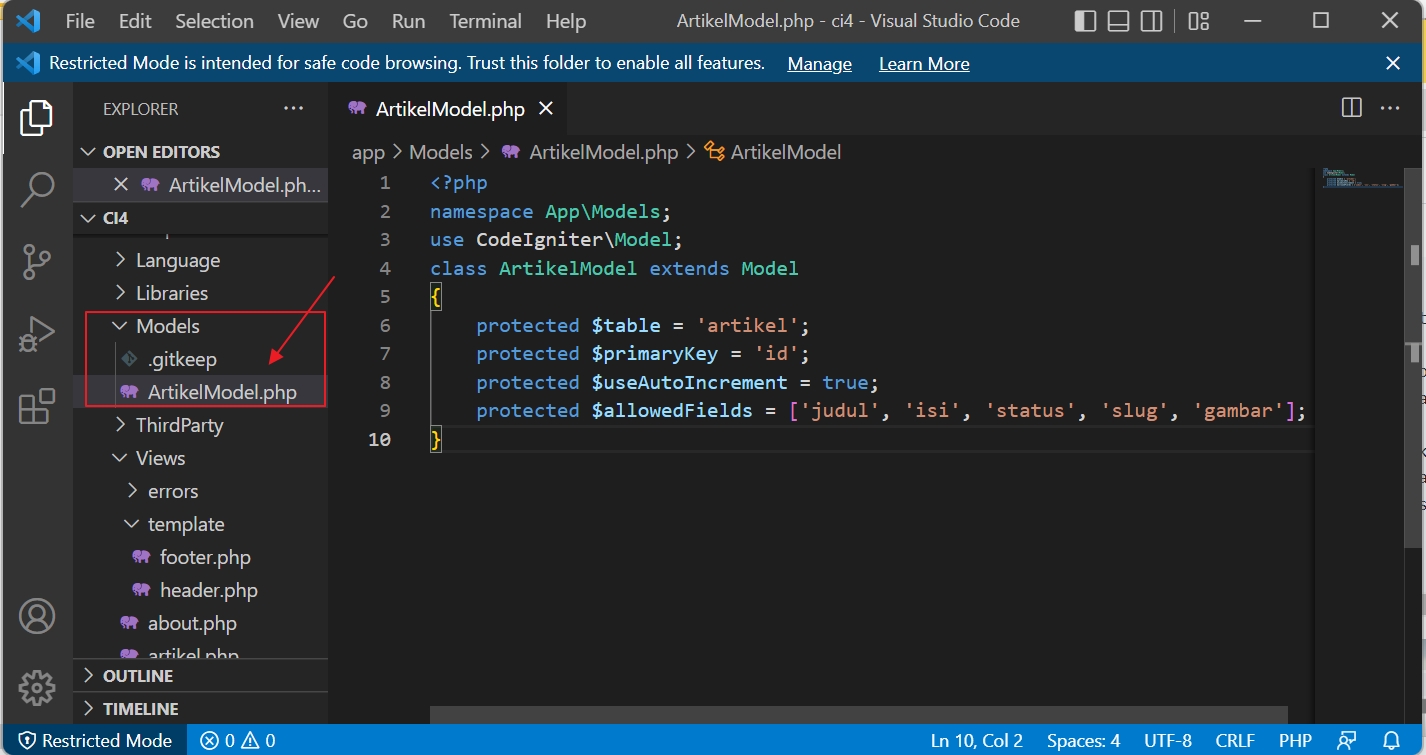 File Edit Selection View Go Run Terminal Help ArtikelModel.php - ci4 - Visual Studio Code
Restricted Mode is intended for safe code browsing. Trust this folder to enable all features. Manage Learn More
EXPLORER
OPEN EDITORS
ArtikelModel.ph...
CI4
Language
Libraries
Models
.gitkeep
ArtikelModel.php
ThirdParty
Views
errors
template
footer.php
header.php
about.php
artikel.php
OUTLINE
TIMELINE
ArtikelModel.php
app > Models > ArtikelModel.php > ArtikelModel
1 <?php
2 namespace App\Models;
3 use CodeIgniter\Model;
4 class ArtikelModel extends Model
5 {
6 protected $table = 'artikel';
7 protected $primaryKey = 'id';
8 protected $useAutoIncrement = true;
9 protected $allowedFields = ['judul', 'isi', 'status', 'slug', 'gambar'];
10 }
Restricted Mode 0 0 Ln 10, Col 2 Spaces: 4 UTF-8 CRLF PHP